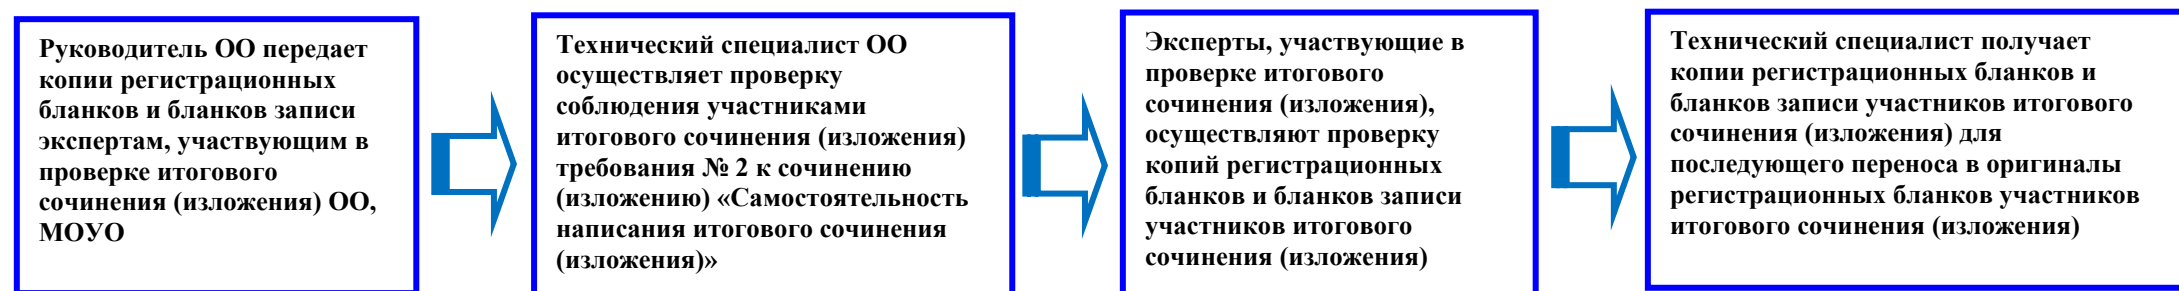 Руководитель ОО передает
копии регистрационных
бланков и бланков записи
экспертам, участвующим в
проверке итогового
сочинения (изложения) ОО,
МОУО
Технический специалист ОО
осуществляет проверку
соблюдения участниками
итогового сочинения (изложения)
требования № 2 к сочинению
(изложению) «Самостоятельность
написания итогового сочинения
(изложения)»
Эксперты, участвующие в
проверке итогового
сочинения (изложения),
осуществляют проверку
копий регистрационных
бланков и бланков записи
участников итогового
сочинения (изложения)
Технический специалист получает
копии регистрационных бланков и
бланков записи участников итогового
сочинения (изложения) для
последующего переноса в оригиналы
регистрационных бланков участников
итогового сочинения (изложения)